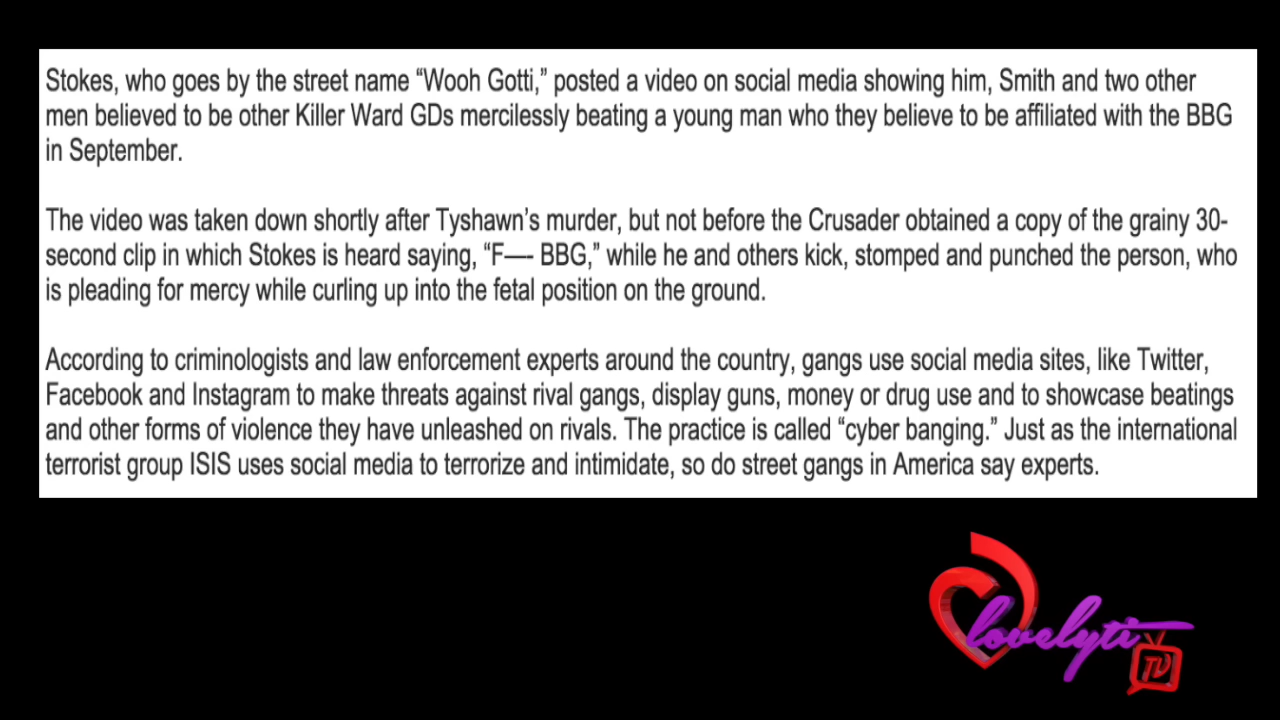 Stokes, who goes by the street name “Wooh Gotti,” posted a video on social media showing him, Smith and two other
men believed to be other Killer Ward GDs mercilessly beating a young man who they believe to be affiliated with the BBG
in September.
The video was taken down shortly after Tyshawn’s murder, but not before the Crusader obtained a copy of the grainy 30-
second clip in which Stokes is heard saying, “F—- BBG,” while he and others kick, stomped and punched the person, who
is pleading for mercy while curling up into the fetal position on the ground.
According to criminologists and law enforcement experts around the country, gangs use social media sites, like Twitter,
Facebook and Instagram to make threats against rival gangs, display guns, money or drug use and to showcase beatings
and other forms of violence they have unleashed on rivals. The practice is called “cyber banging.” Just as the international
terrorist group ISIS uses social media to terrorize and intimidate, so do street gangs in America say experts.
lovelyti
TV